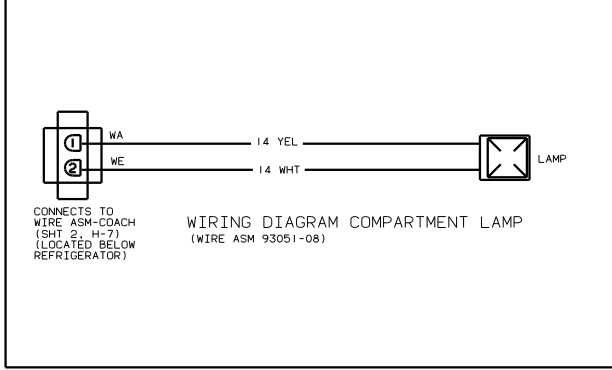 1
WA
14 YEL
2
WE
14 WHT
LAMP
CONNECTS TO
WIRE ASM-COACH
(SHT 2, H-7)
(LOCATED BELOW
REFRIGERATOR)
WIRING DIAGRAM COMPARTMENT LAMP
(WIRE ASM 93051-08)